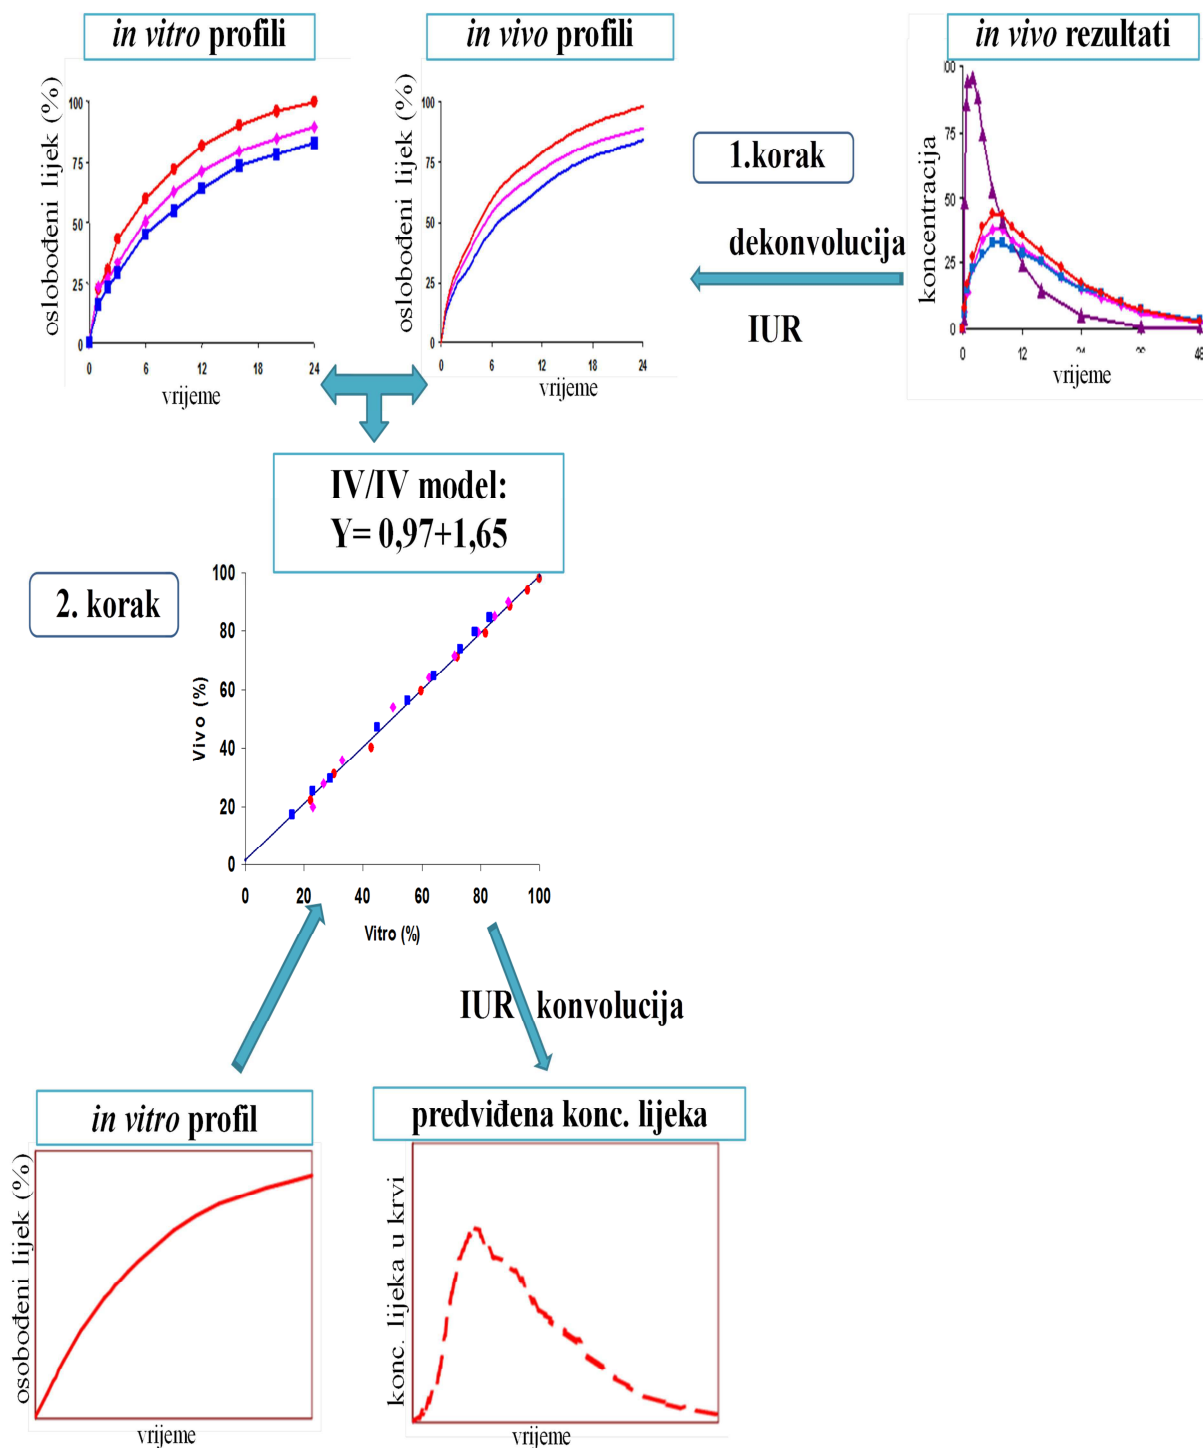 in vitro profili
in vivo profili
in vivo rezultati
oslobođeni lijek (%)
100
75
50
25
0
0 6 12 18 24
vrijeme
oslobođeni lijek (%)
100
75
50
25
0
0 6 12 18 24
vrijeme
1.korak
dekonvolucija
IUR
koncentracija
75
50
25
0
0 12 24 36 48
vrijeme
IV/IV model:
Y= 0,97+1,65
2. korak
Vivo (%)
100
80
60
40
20
0
0 20 40 60 80 100
Vitro (%)
IUR konvolucija
in vitro profil
osobođeni lijek (%)
vrijeme
predviđena konc. lijeka
konc. lijeka u krvi
vrijeme